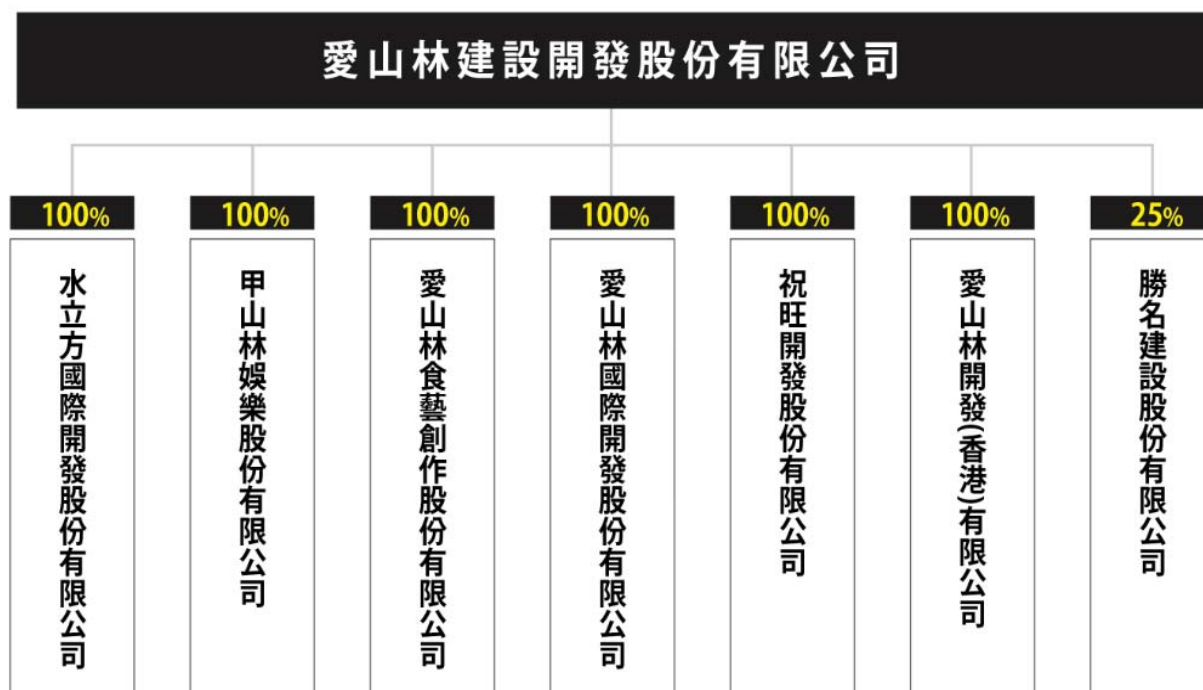 愛山林建設開發股份有限公司
100%
水立方國際開發股份有限公司
100%
甲山林娛樂股份有限公司
100%
愛山林食藝創作股份有限公司
100%
愛山林國際開發股份有限公司
100%
祝旺開發股份有限公司
100%
愛山林開發(香港)有限公司
25%
勝名建設股份有限公司